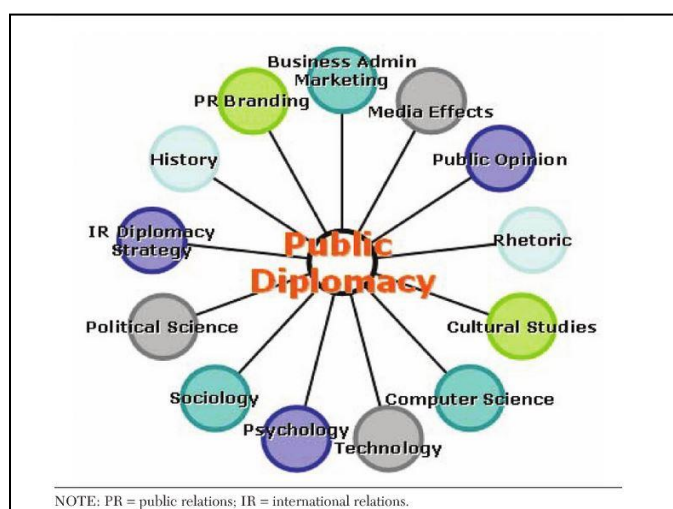 Business Admin
Marketing
PR Branding
Media Effects
History
Public Opinion
IR Diplomacy
Strategy
Public
Diplomacy
Rhetoric
Political Science
Cultural Studies
Sociology
Computer Science
Psychology
Technology
NOTE: PR = public relations; IR = international relations.